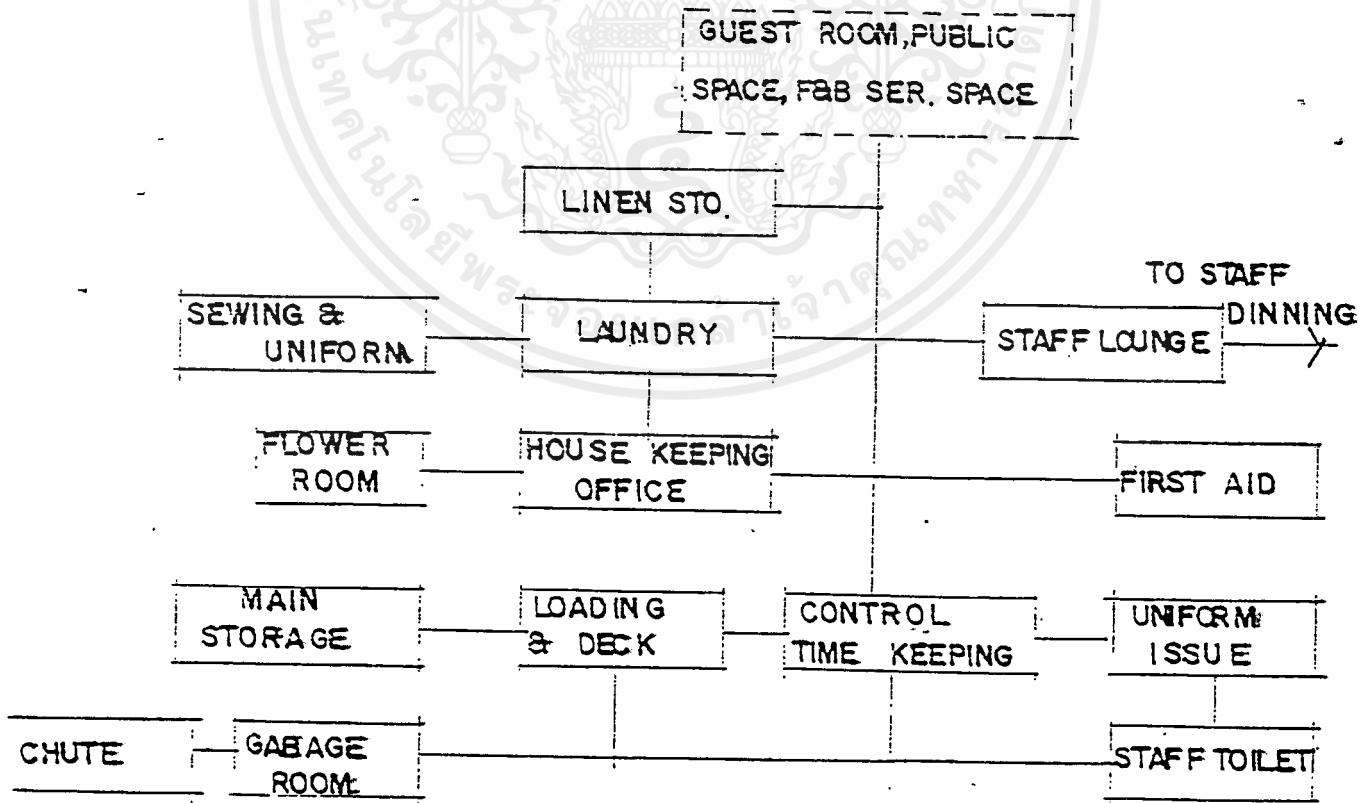 GUEST ROOM, PUBLIC
SPACE, F&B SER. SPACE
LINEN STO.
TO STAFF
DINNING
SEWING &
UNIFORM
LAUNDRY
STAFF LOUNGE
FLOWER
ROOM
HOUSE KEEPING
OFFICE
FIRST AID
MAIN
STORAGE
LOADING
& DECK
CONTROL
TIME KEEPING
UNIFORM
ISSUE
CHUTE
GABAGE
ROOM
STAFF TOILET